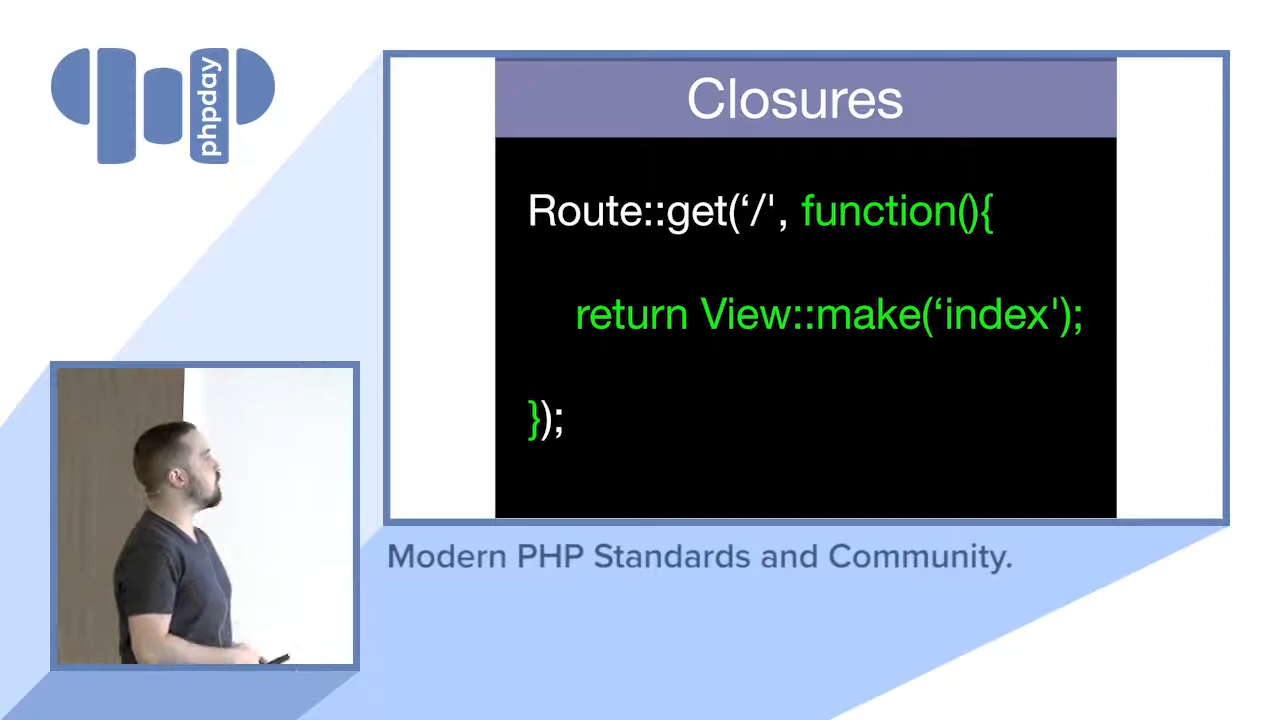 phpday
Closures
Route::get(‘/', function(){
return View::make(‘index');
});
Modern PHP Standards and Community.